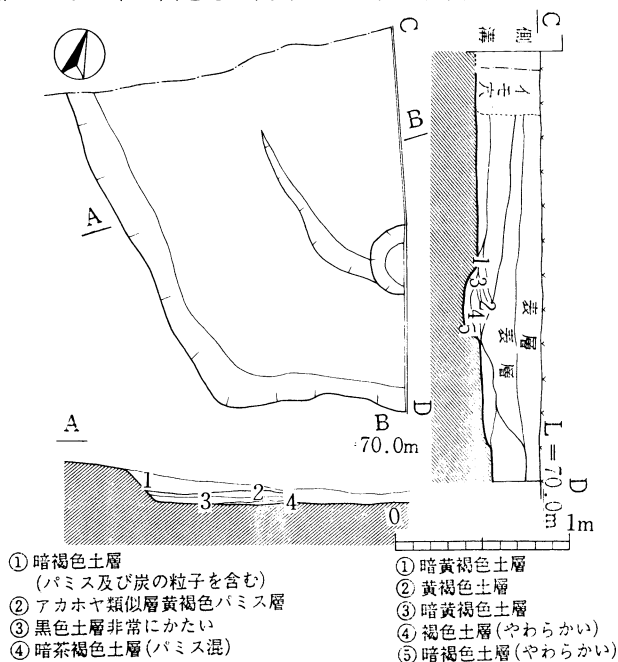 C
側溝
イモ穴
B
A
1
3
2
4
5
表層
表層
A
B
D
70.0m
L=70.0m
D
1
2
3
4
0
1m
①暗褐色土層
(パミス及び炭の粒子を含む)
②アカホヤ類似層黄褐色パミス層
③黒色土層非常にかたい
④暗茶褐色土層(パミス混)
①暗黄褐色土層
②黄褐色土層
③暗黄褐色土層
④褐色土層(やわらかい)
⑤暗褐色土層(やわらかい)
C